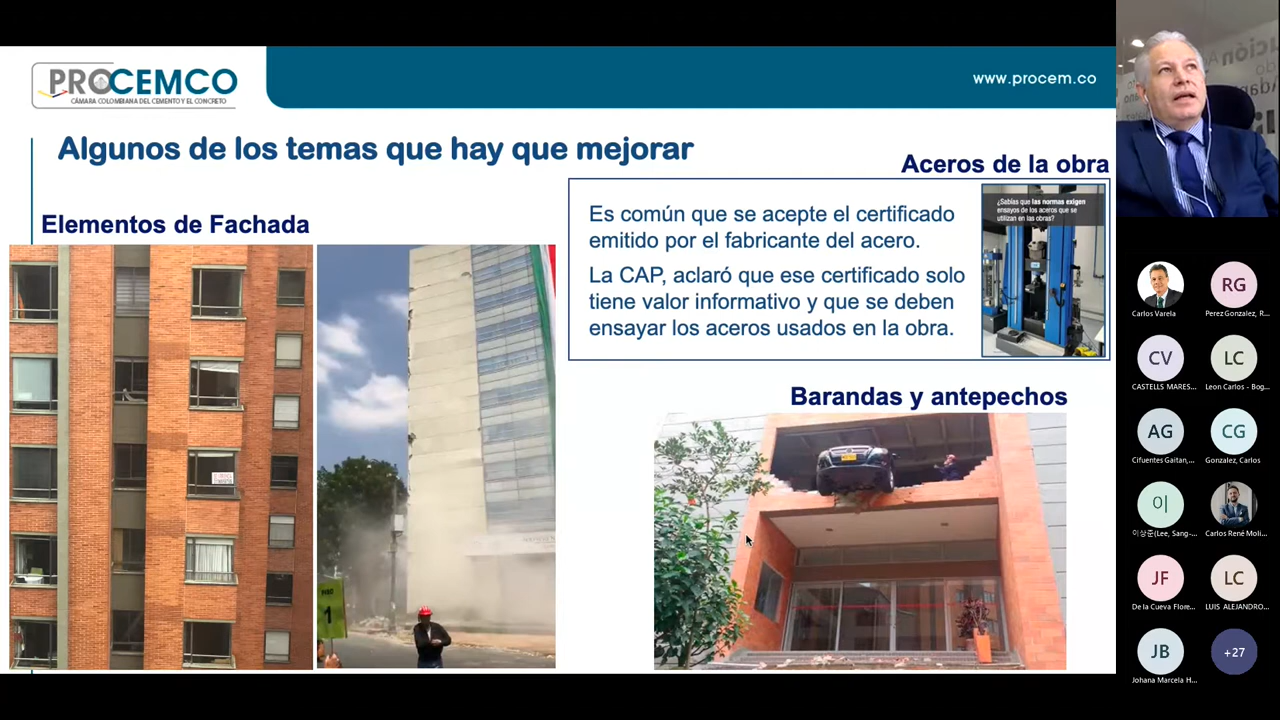 PROCEMCO
CÁMARA COLOMBIANA DEL CEMENTO Y EL CONCRETO
www.procem.co
Algunos de los temas que hay que mejorar
Elementos de Fachada
Aceros de la obra
Es común que se acepte el certificado
emitido por el fabricante del acero.
La CAP, aclaró que ese certificado solo
tiene valor informativo y que se deben
ensayar los aceros usados en la obra.
¿Sabías que las normas exigen
ensayos de los aceros que se
utilizan en las obras?
Barandas y antepechos
1
Carlos Varela
RG
Perez Gonzalez, R...
CV
CASTELLS MARES...
LC
Leon Carlos - Bog...
AG
Cifuentes Gaitan,...
CG
Gonzalez, Carlos
이
이상준(Lee, Sang-...
Carlos René Moli...
JF
De la Cueva Flore...
LC
LUIS ALEJANDRO...
JB
Johana Marcela H...
+27